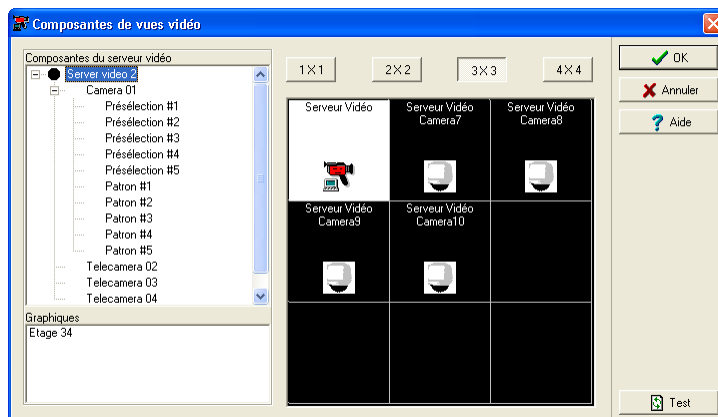 Composantes de vues vidéo
Composantes du serveur vidéo
Server video 2
Camera 01
Présélection #1
Présélection #2
Présélection #3
Présélection #4
Présélection #5
Patron #1
Patron #2
Patron #3
Patron #4
Patron #5
Telecamera 02
Telecamera 03
Telecamera 04
Graphiques
Etage 34
1X1 2X2 3X3 4X4
Serveur Vidéo
Serveur Vidéo
Camera7
Serveur Vidéo
Camera8
Serveur Vidéo
Camera9
Serveur Vidéo
Camera10
OK
Annuler
Aide
Test